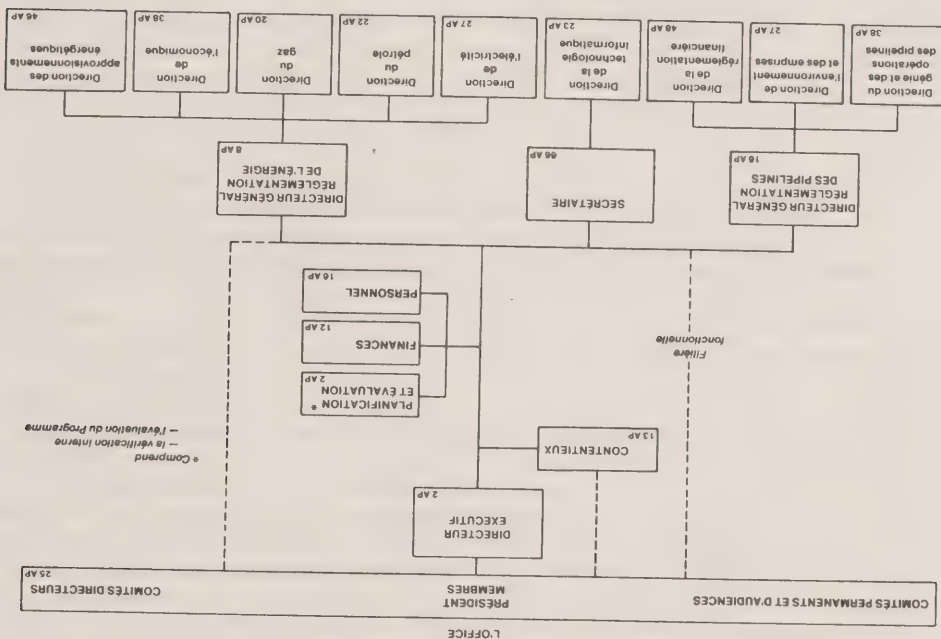 L'OFFICE
COMITÉS PERMANENTS ET D'AUDIENCES
PRÉSIDENT
MEMBRES
COMITÉS DIRECTEURS
25 AP
DIRECTEUR
EXÉCUTIF
2 AP
CONTENTIEUX
13 AP
* Comprend
— la vérification interne
— l'évaluation du Programme
PLANIFICATION *
ET ÉVALUATION
2 AP
FINANCES
12 AP
PERSONNEL
16 AP
Filière
fonctionnelle
DIRECTEUR GÉNÉRAL
RÉGLEMENTATION
DES PIPELINES
16 AP
SECRÉTAIRE
66 AP
DIRECTEUR GÉNÉRAL
RÉGLEMENTATION
DE L'ÉNERGIE
8 AP
Direction du
génie et des
opérations
des pipelines
38 AP
Direction de
l'environnement
et des emprises
27 AP
Direction
de la
réglementation
financière
48 AP
Direction
de la
technologie
informatique
23 AP
Direction
de
l'électricité
27 AP
Direction
du
pétrole
22 AP
Direction
du
gaz
20 AP
Direction
de
l'économique
38 AP
Direction des
approvisionnements
énergétiques
46 AP